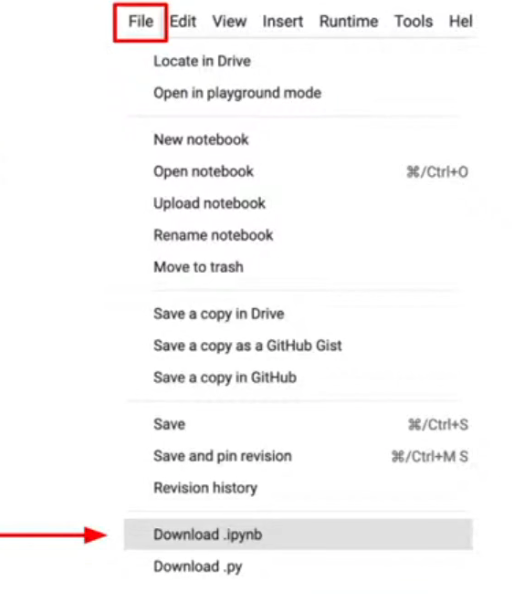 File Edit View Insert Runtime Tools Hel
Locate in Drive
Open in playground mode
New notebook
Open notebook ⌘/Ctrl+O
Upload notebook
Rename notebook
Move to trash
Save a copy in Drive
Save a copy as a GitHub Gist
Save a copy in GitHub
Save ⌘/Ctrl+S
Save and pin revision ⌘/Ctrl+M S
Revision history
Download .ipynb
Download .py